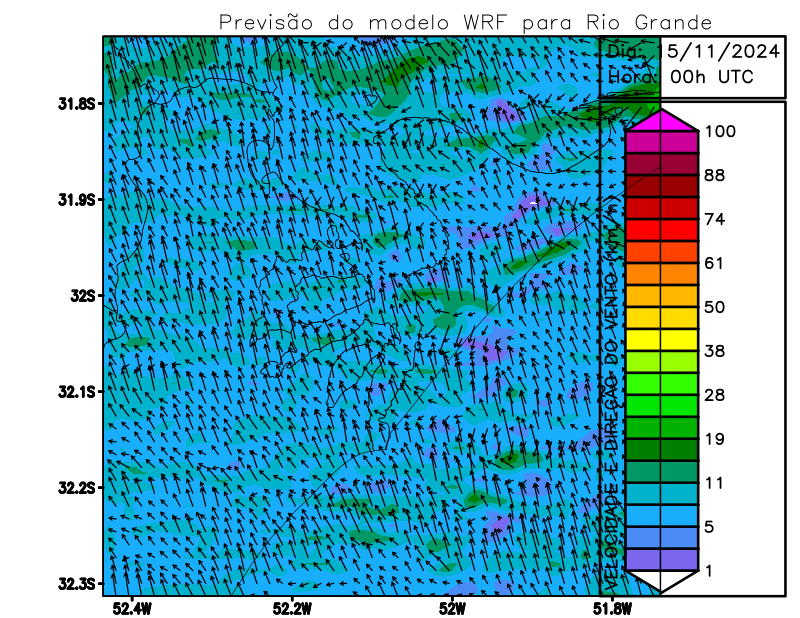 Previsão do modelo WRF para Rio Grande
Dia: 15/11/2024
Hora: 00h UTC
31.8S
31.9S
32S
32.1S
32.2S
32.3S
52.4W
52.2W
52W
51.8W
VELOCIDADE E DIREÇÃO DO VENTO (Km/h)
100
88
74
61
50
38
28
19
11
5
1